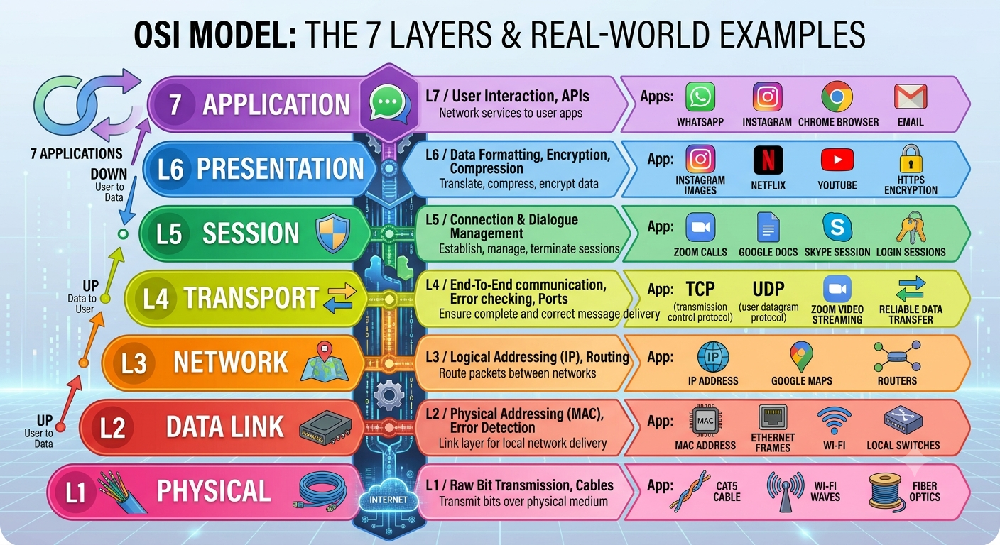 OSI MODEL: THE 7 LAYERS & REAL-WORLD EXAMPLES
7 APPLICATION
L7 / User Interaction, APIs
Network services to user apps
Apps:
WHATSAPP
INSTAGRAM
CHROME BROWSER
EMAIL
7 APPLICATIONS
DOWN
User to
Data
L6 PRESENTATION
L6 / Data Formatting, Encryption,
Compression
Translate, compress, encrypt data
App:
INSTAGRAM
IMAGES
N
NETFLIX
YOUTUBE
HTTPS
ENCRYPTION
L5 SESSION
L5 / Connection & Dialogue
Management
Establish, manage, terminate sessions
App:
ZOOM CALLS
GOOGLE DOCS
S
SKYPE SESSION
LOGIN SESSIONS
UP
Data to
User
L4 TRANSPORT
L4 / End-To-End communication,
Error checking, Ports
Ensure complete and correct message delivery
App:
TCP
(transmission
control protocol)
UDP
(user datagram
protocol)
ZOOM VIDEO
STREAMING
RELIABLE DATA
TRANSFER
L3 NETWORK
L3 / Logical Addressing (IP), Routing
Route packets between networks
App:
IP
IP ADDRESS
GOOGLE MAPS
ROUTERS
UP
User to
Data
L2 DATA LINK
L2 / Physical Addressing (MAC),
Error Detection
Link layer for local network delivery
App:
MAC
MAC ADDRESS
ETHERNET
FRAMES
WI-FI
LOCAL SWITCHES
L1 PHYSICAL
INTERNET
L1 / Raw Bit Transmission, Cables
Transmit bits over physical medium
App:
CAT5
CABLE
WI-FI
WAVES
FIBER
OPTICS